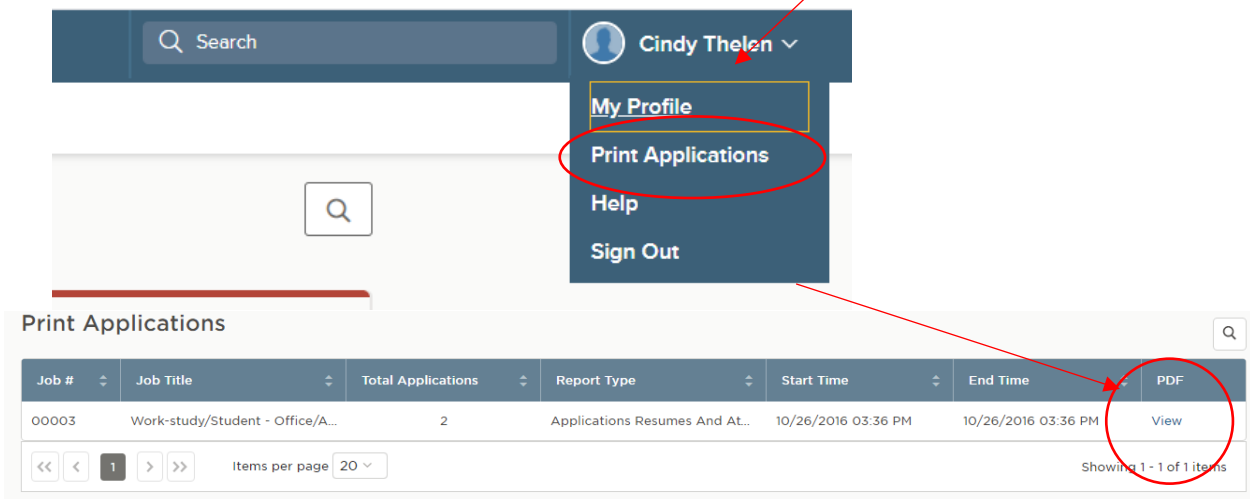 Search
Cindy Thelen
My Profile
Print Applications
Help
Sign Out
Print Applications
Job # Job Title Total Applications Report Type Start Time End Time PDF
00003 Work-study/Student - Office/A... 2 Applications Resumes And At... 10/26/2016 03:36 PM 10/26/2016 03:36 PM View
<< < 1 > >> Items per page 20 Showing 1 - 1 of 1 items